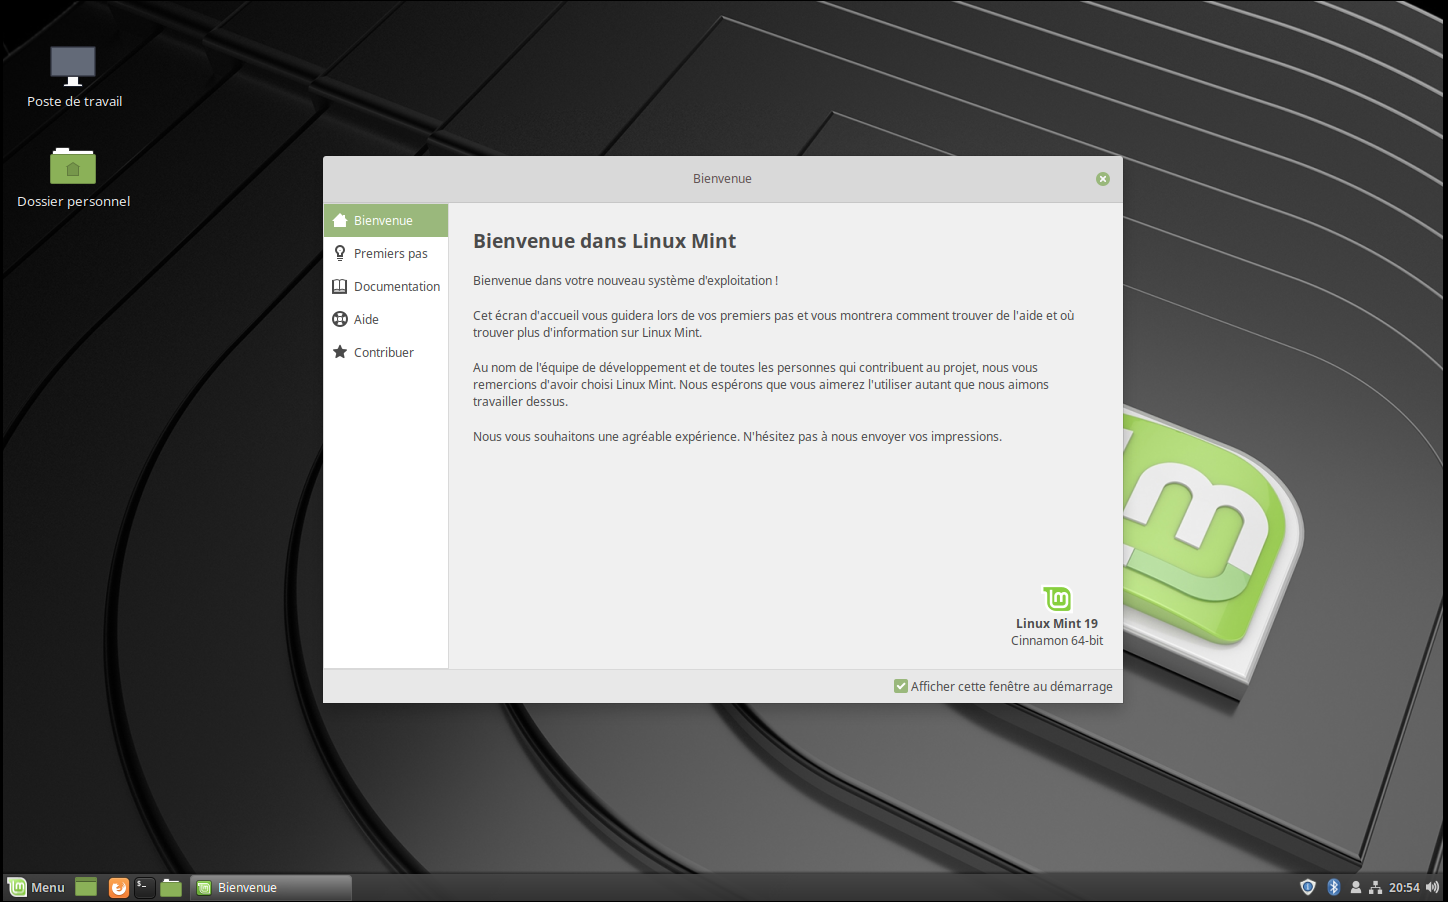 Poste de travail
Dossier personnel
Bienvenue
Bienvenue
Premiers pas
Documentation
Aide
Contribuer
Bienvenue dans Linux Mint
Bienvenue dans votre nouveau système d'exploitation !
Cet écran d'accueil vous guidera lors de vos premiers pas et vous montrera comment trouver de l'aide et où
trouver plus d'information sur Linux Mint.
Au nom de l'équipe de développement et de toutes les personnes qui contribuent au projet, nous vous
remercions d'avoir choisi Linux Mint. Nous espérons que vous aimerez l'utiliser autant que nous aimons
travailler dessus.
Nous vous souhaitons une agréable expérience. N'hésitez pas à nous envoyer vos impressions.
Linux Mint 19
Cinnamon 64-bit
Afficher cette fenêtre au démarrage
Menu
$-
Bienvenue
20:54